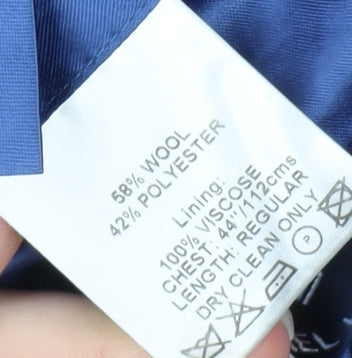 58% WOOL
42% POLYESTER
Lining:
100% VISCOSE
CHEST: 44"/112cms
LENGTH: REGULAR
DRY CLEAN ONLY
P